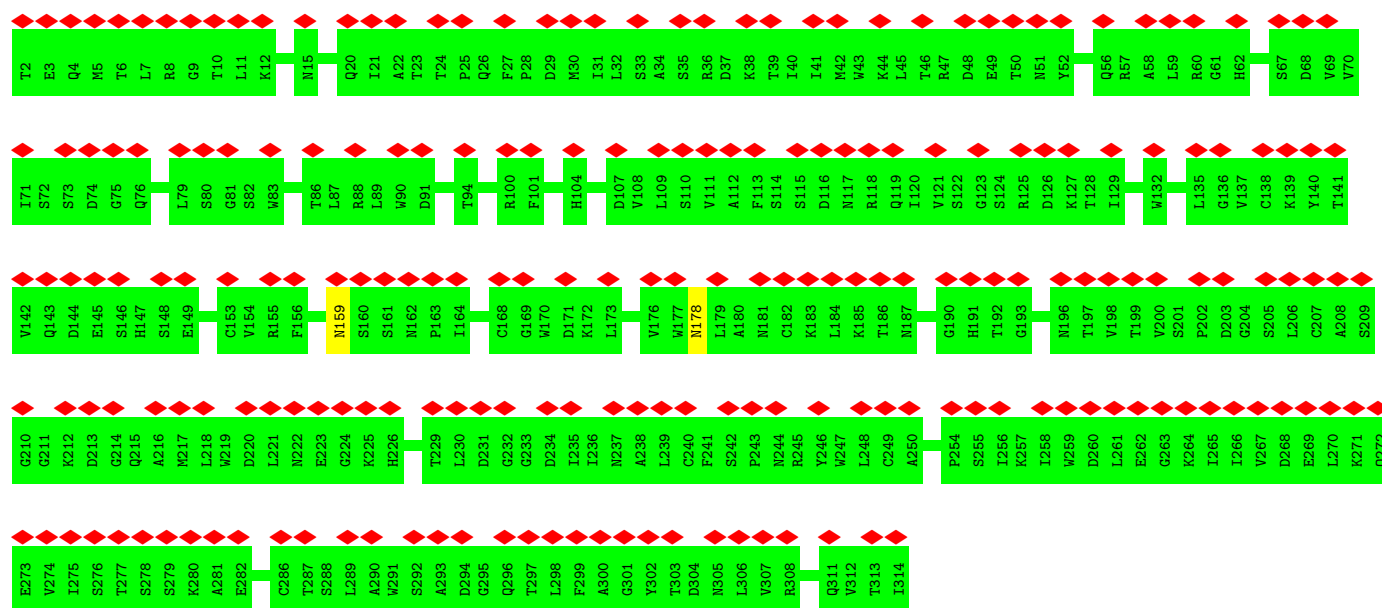 T2 E3 Q4 M5 T6 L7 R8 G9 T10 L11 K12 N15 Q20 I21 A22 T23 T24 P25 Q26 F27 P28 D29 M30 I31 L32 S33 A34 S35 R36 D37 K38 T39 I40 I41 M42 W43 K44 L45 T46 R47 D48 E49 T50 N51 Y52 Q56 R57 A58 L59 R60 G61 H62 S67 D68 V69 V70
I71 S72 S73 D74 G75 Q76 L79 S80 G81 S82 W83 T86 L87 R88 L89 W90 D91 T94 R100 F101 H104 D107 V108 L109 S110 V111 A112 F113 S114 S115 D116 N117 R118 Q119 I120 V121 S122 G123 S124 R125 D126 K127 T128 I129 W132 L135 G136 V137 C138 K139 Y140 T141
V142 Q143 D144 E145 S146 H147 S148 E149 C153 V154 R155 F156 N159 S160 S161 N162 P163 I164 C168 G169 W170 D171 K172 L173 V176 W177 N178 L179 A180 N181 C182 K183 L184 K185 T186 N187 G190 H191 T192 G193 N196 T197 V198 T199 V200 S201 P202 D203 G204 S205 L206 C207 A208 S209
G210 G211 K212 D213 G214 Q215 A216 M217 L218 W219 D220 L221 N222 E223 G224 K225 H226 T229 L230 D231 G232 G233 D234 I235 I236 N237 A238 L239 C240 F241 S242 P243 N244 R245 Y246 W247 L248 C249 A250 P254 S255 I256 K257 I258 W259 D260 L261 E262 G263 K264 I265 I266 V267 D268 E269 L270 K271 Q272
E273 V274 I275 S276 T277 S278 S279 K280 A281 E282 C286 T287 S288 L289 A290 W291 S292 A293 D294 G295 Q296 T297 L298 F299 A300 G301 Y302 T303 D304 N305 L306 V307 R308 Q311 V312 T313 I314